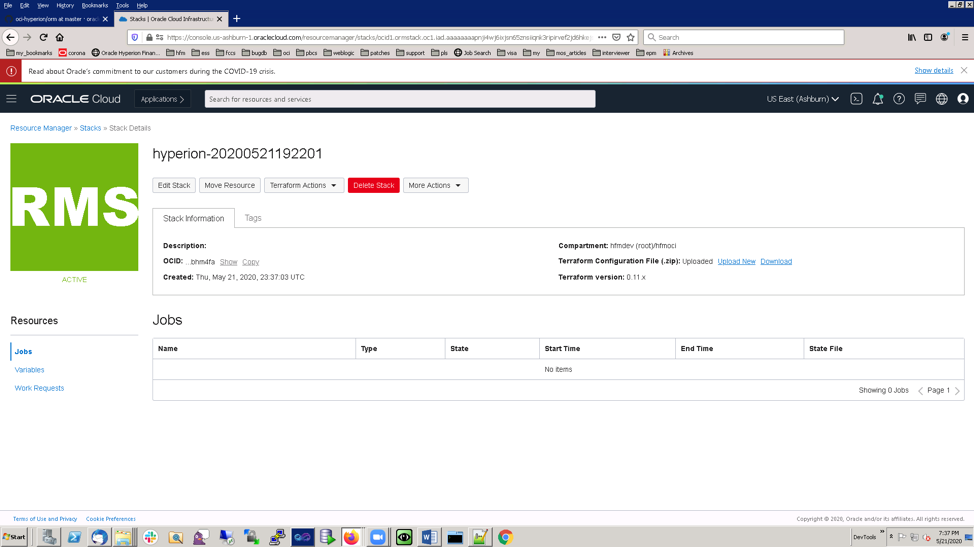 File Edit View History Bookmarks Tools Help
oci-hyperion/orm at master · orac
Stacks | Oracle Cloud Infrastructu
https://console.us-ashburn-1.oraclecloud.com/resourcemanager/stacks/
Search
my_bookmarks corona Oracle Hyperion Finan... hfm ess fccs bugdb oci pbcs weblogic patches support pls Job Search visa my mos_articles interviewer epm Archives
Read about Oracle's commitment to our customers during the COVID-19 crisis.
Show details
ORACLE Cloud
Applications
Search for resources and services
US East (Ashburn)
Resource Manager » Stacks » Stack Details
RMS
ACTIVE
hyperion-20200521192201
Edit Stack Move Resource Terraform Actions Delete Stack More Actions
Stack Information Tags
Description:
OCID: ...bhm4fa Show Copy
Created: Thu, May 21, 2020, 23:37:03 UTC
Compartment: hfmdev (root)/hfmoci
Terraform Configuration File (.zip): Uploaded Upload New Download
Terraform version: 0.11.x
Resources
Jobs
Variables
Work Requests
Jobs
Name Type State Start Time End Time State File
No items
Showing 0 Jobs Page 1
Terms of Use and Privacy Cookie Preferences
Copyright © 2020, Oracle and/or its affiliates. All rights reserved.
Start
DevTools
7:37 PM
5/21/2020